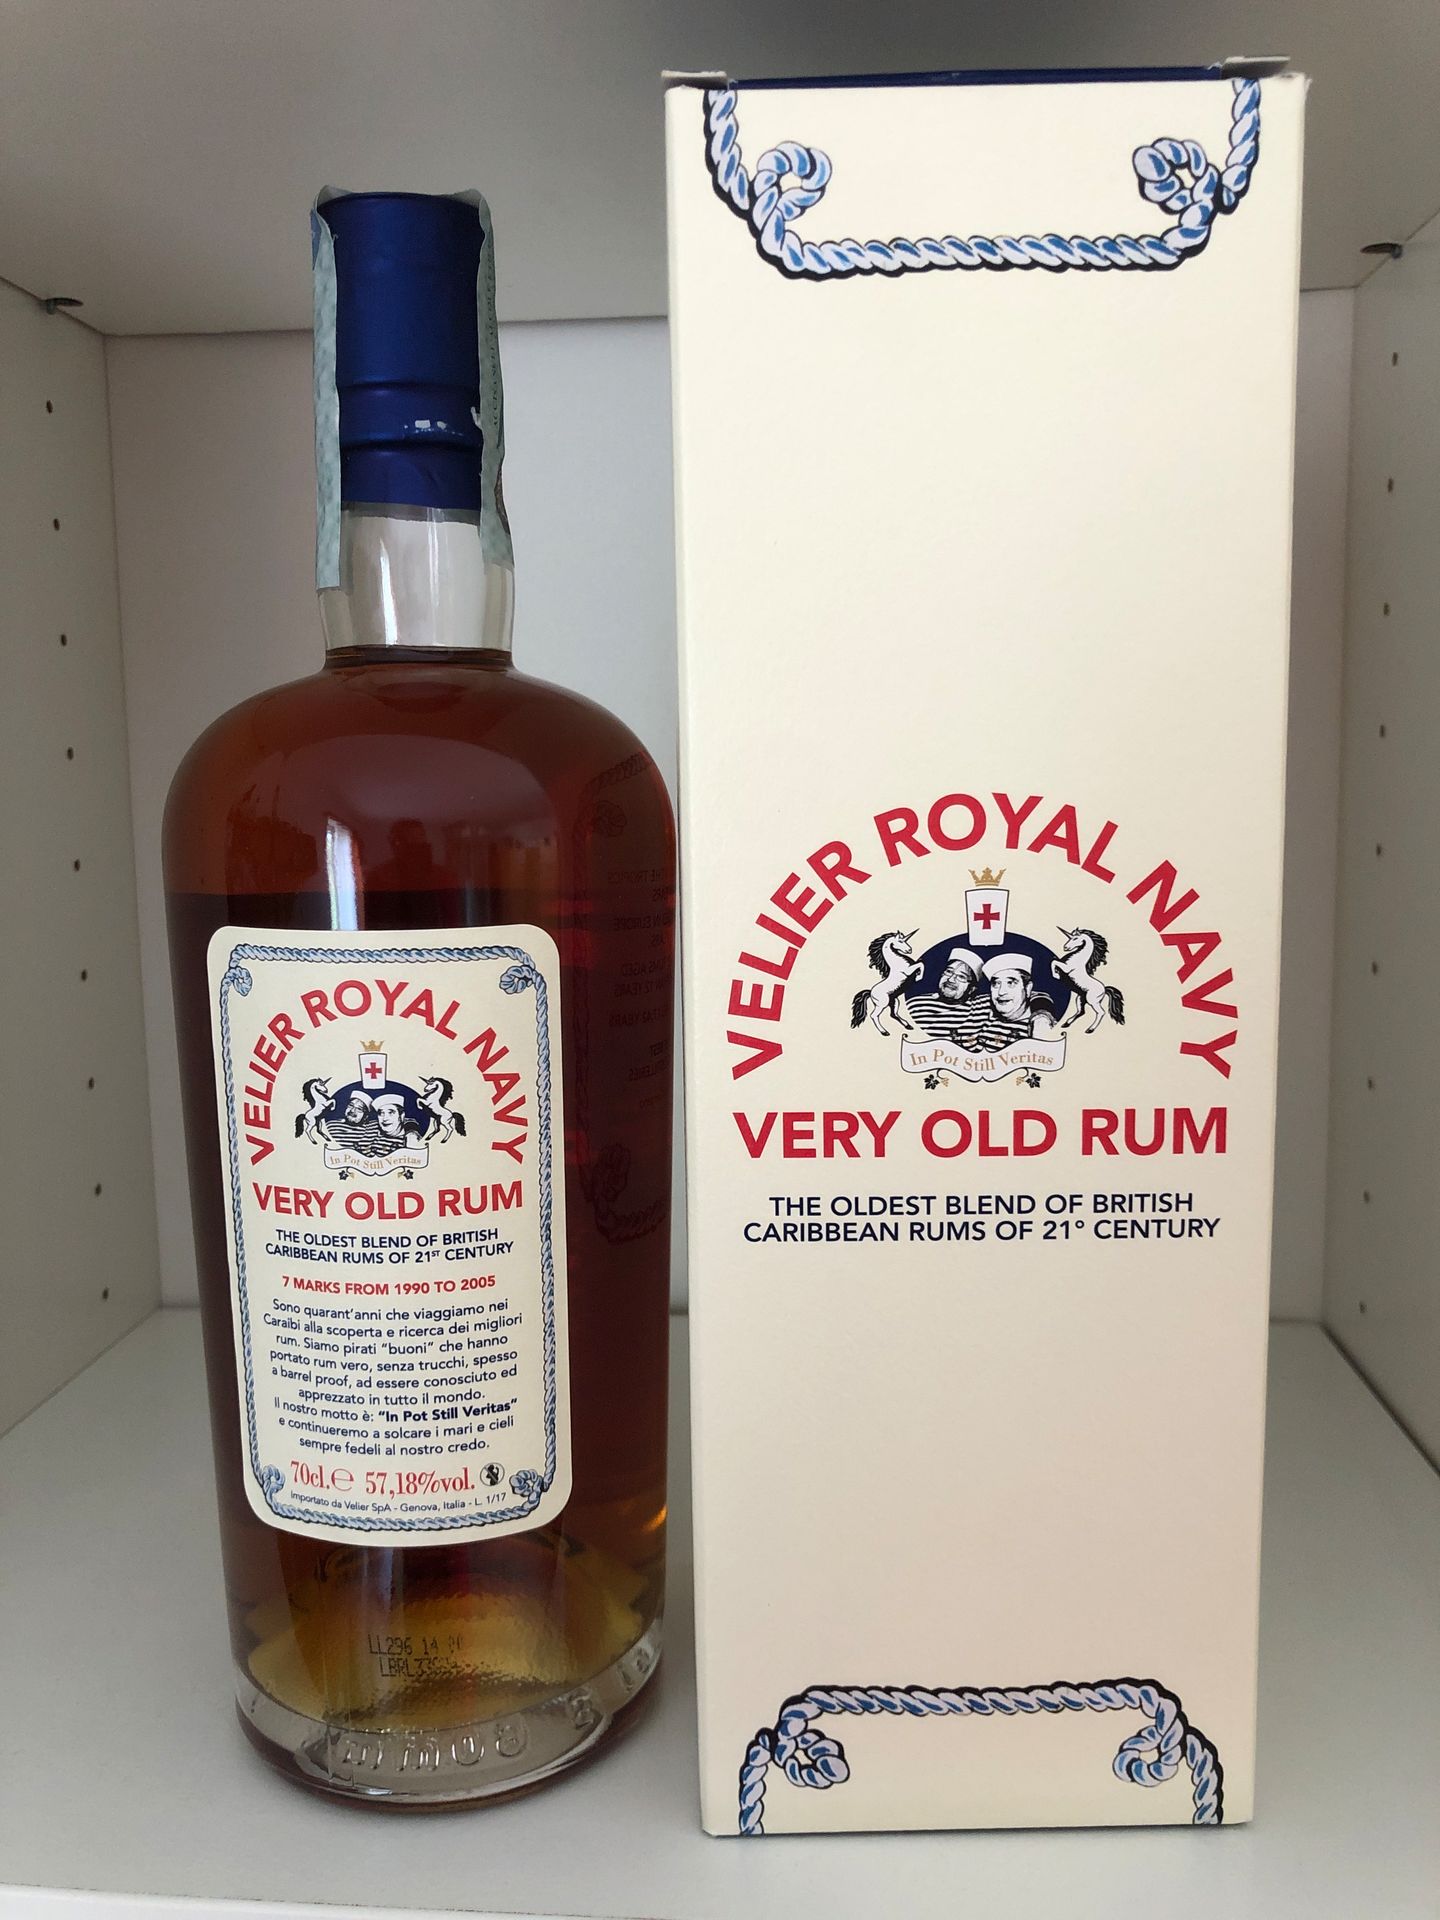 VELIER ROYAL NAVY
In Pot Still Veritas
VERY OLD RUM
THE OLDEST BLEND OF BRITISH
CARIBBEAN RUMS OF 21ST CENTURY
7 MARKS FROM 1990 TO 2005
Sono quarant'anni che viaggiamo nei
Caraibi alla scoperta e ricerca dei migliori
rum. Siamo pirati "buoni" che hanno
portato rum vero, senza trucchi, spesso
a barrel proof, ad essere conosciuto ed
apprezzato in tutto il mondo.
Il nostro motto è: "In Pot Still Veritas"
e continueremo a solcare i mari e cieli
sempre fedeli al nostro credo.
70cl.℮ 57,18%vol.
Importato da Velier SpA - Genova, Italia - L. 1/17
LL296 14
VELIER ROYAL NAVY
In Pot Still Veritas
VERY OLD RUM
THE OLDEST BLEND OF BRITISH
CARIBBEAN RUMS OF 21° CENTURY